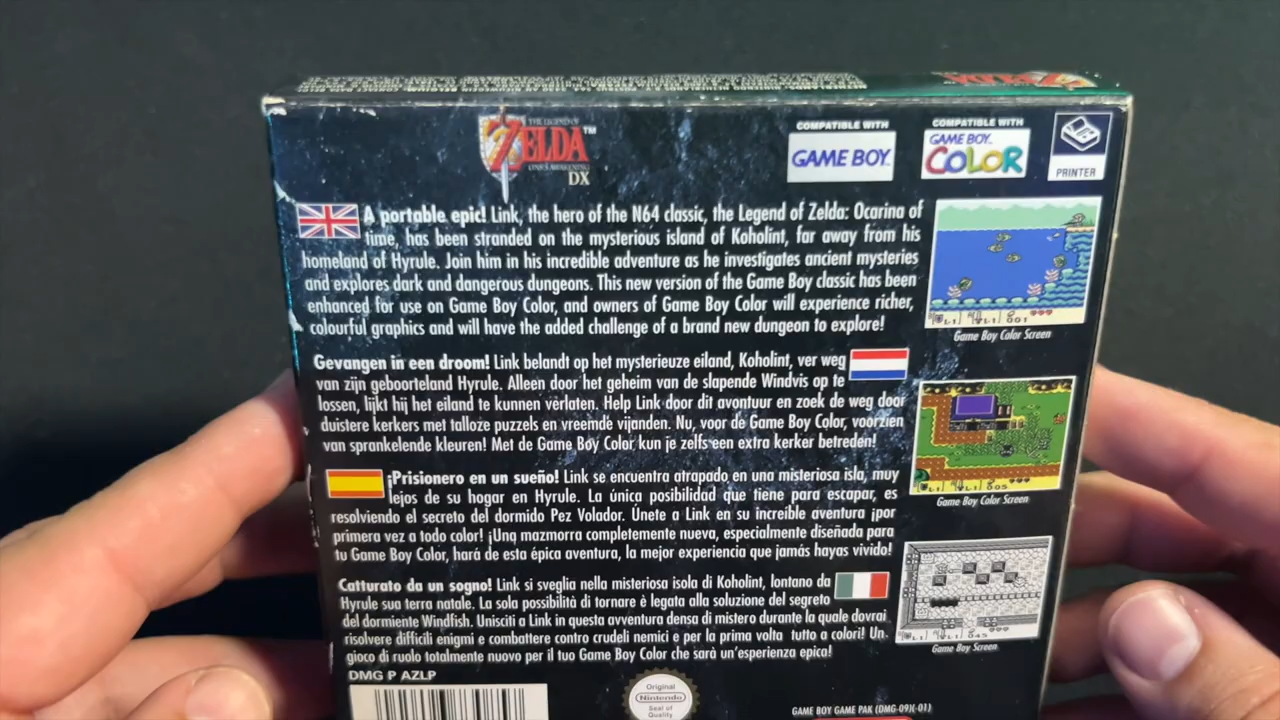 THE LEGEND OF
ZELDA™
LINK'S AWAKENING
DX
COMPATIBLE WITH
GAME BOY™
COMPATIBLE WITH
GAME BOY
COLOR
PRINTER
A portable epic! Link, the hero of the N64 classic, the Legend of Zelda: Ocarina of
time, has been stranded on the mysterious island of Koholint, far away from his
homeland of Hyrule. Join him in his incredible adventure as he investigates ancient mysteries
and explores dark and dangerous dungeons. This new version of the Game Boy classic has been
enhanced for use on Game Boy Color, and owners of Game Boy Color will experience richer,
colourful graphics and will have the added challenge of a brand new dungeon to explore!
Game Boy Color Screen
Gevangen in een droom! Link belandt op het mysterieuze eiland, Koholint, ver weg
van zijn geboorteland Hyrule. Alleen door het geheim van de slapende Windvis op te
lossen, lijkt hij het eiland te kunnen verlaten. Help Link door dit avontuur en zoek de weg door
duistere kerkers met talloze puzzels en vreemde vijanden. Nu, voor de Game Boy Color, voorzien
van sprankelende kleuren! Met de Game Boy Color kun je zelfs een extra kerker betreden!
Game Boy Color Screen
¡Prisionero en un sueño! Link se encuentra atrapado en una misteriosa isla, muy
lejos de su hogar en Hyrule. La única posibilidad que tiene para escapar, es
resolviendo el secreto del dormido Pez Volador. Únete a Link en su increíble aventura ¡por
primera vez a todo color! ¡Una mazmorra completamente nueva, especialmente diseñada para
tu Game Boy Color, hará de esta épica aventura, la mejor experiencia que jamás hayas vivido!
Catturato da un sogno! Link si sveglia nella misteriosa isola di Koholint, lontano da
Hyrule sua terra natale. La sola possibilità di tornare è legata alla soluzione del segreto
del dormiente Windfish. Unisciti a Link in questa avventura densa di mistero durante la quale dovrai
risolvere difficili enigmi e combattere contro crudeli nemici e per la prima volta tutto a colori! Un
gioco di ruolo totalmente nuovo per il tuo Game Boy Color che sarà un'esperienza epica!
Game Boy Screen
DMG P AZLP
Original
Nintendo
Seal of
Quality
GAME BOY GAME PAK (DMG-09)(-01)